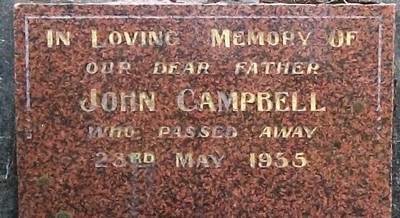 IN LOVING MEMORY OF
OUR DEAR FATHER
JOHN CAMPBELL
WHO PASSED AWAY
23RD MAY 1955